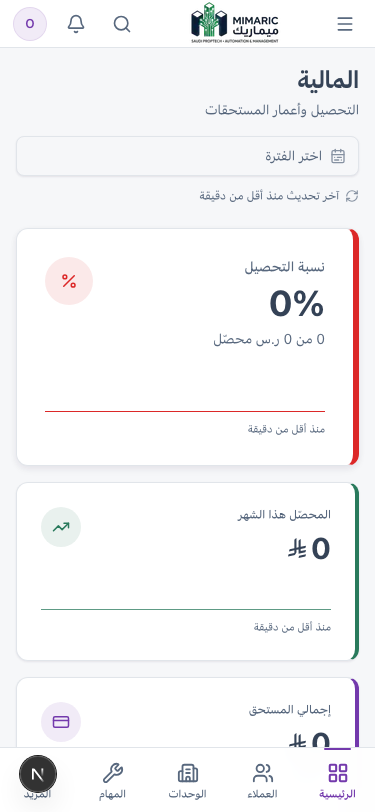 O
MIMARIC
ميماريك
SAUDI PROPTECH • AUTOMATION & MANAGEMENT
المالية
التحصيل وأعمار المستحقات
اختر الفترة
آخر تحديث منذ أقل من دقيقة
نسبة التحصيل
0%
0 من 0 ر.س محصّل
منذ أقل من دقيقة
المحصّل هذا الشهر
0
منذ أقل من دقيقة
إجمالي المستحق
0
الرئيسية
العملاء
الوحدات
المهام
المزيد
N